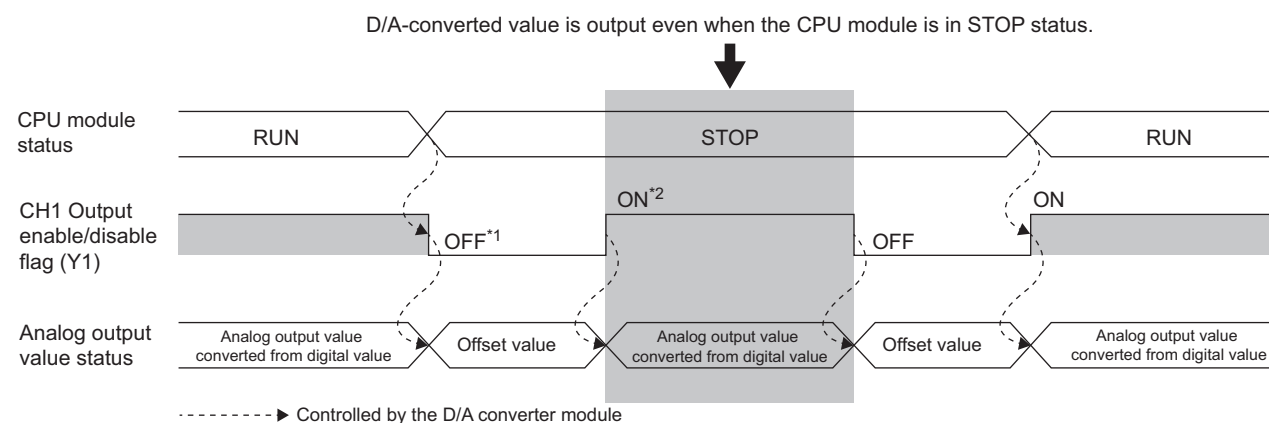 D/A-converted value is output even when the CPU module is in STOP status.
CPU module
status
RUN
STOP
RUN
CH1 Output
enable/disable
flag (Y1)
OFF*1
ON*2
OFF
ON
Analog output
value status
Analog output value
converted from digital value
Offset value
Analog output value
converted from digital value
Offset value
Analog output value
converted from digital value
Controlled by the D/A converter module